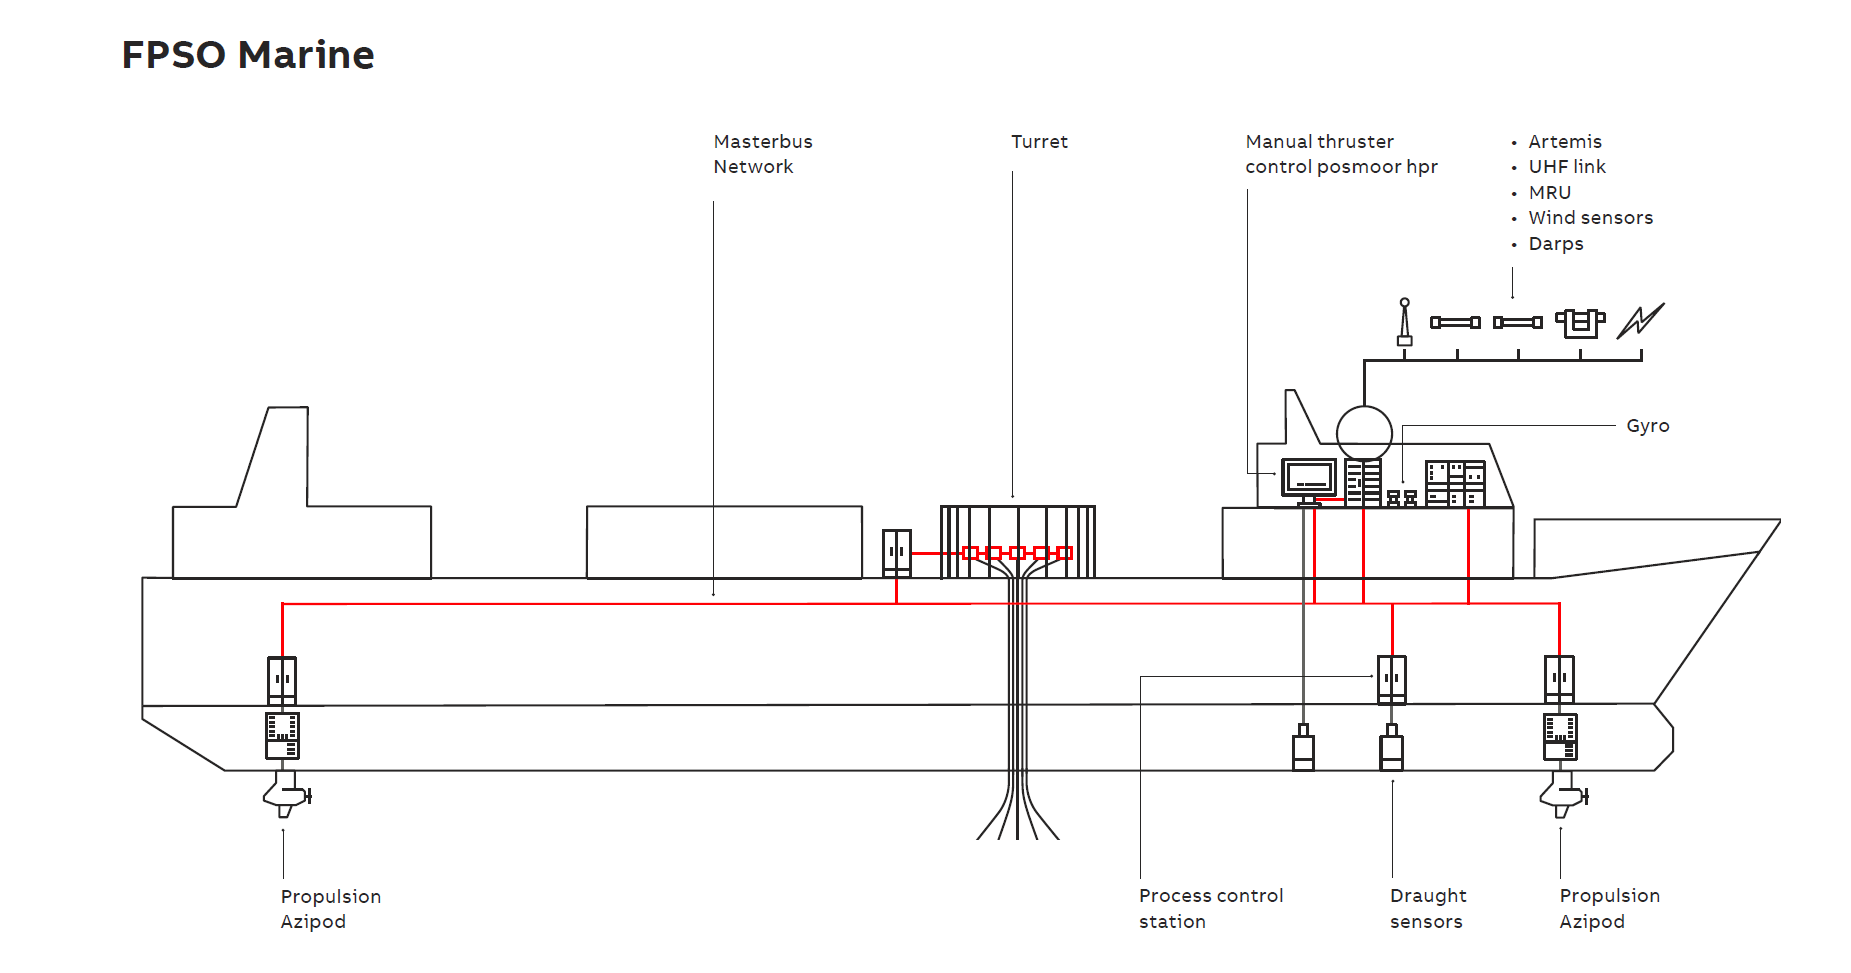 FPSO Marine
Masterbus
Network
Turret
Manual thruster
control posmoor hpr
• Artemis
• UHF link
• MRU
• Wind sensors
• Darps
Gyro
Propulsion
Azipod
Process control
station
Draught
sensors
Propulsion
Azipod